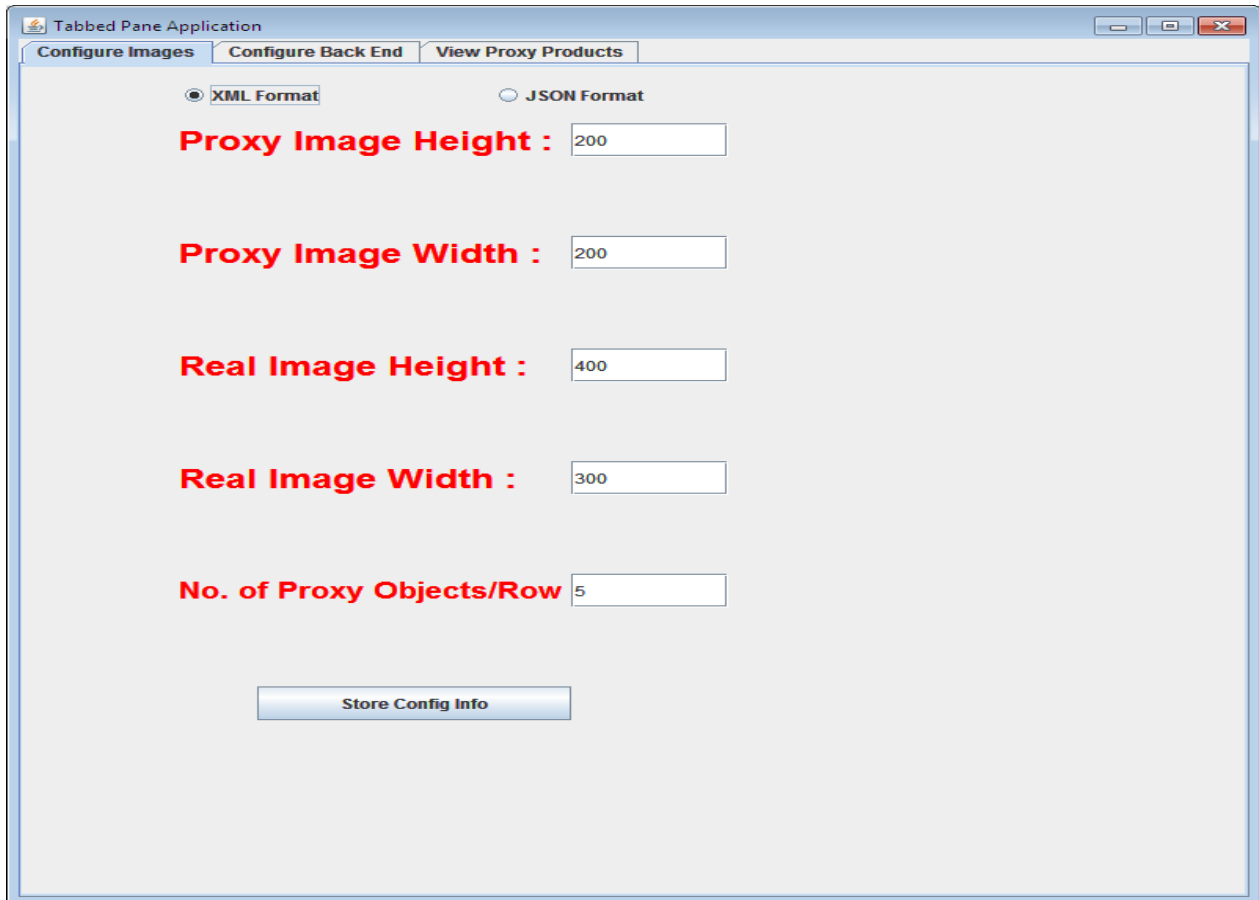 Tabbed Pane Application
Configure Images Configure Back End View Proxy Products
XML Format JSON Format
Proxy Image Height : 200
Proxy Image Width : 200
Real Image Height : 400
Real Image Width : 300
No. of Proxy Objects/Row 5
Store Config Info